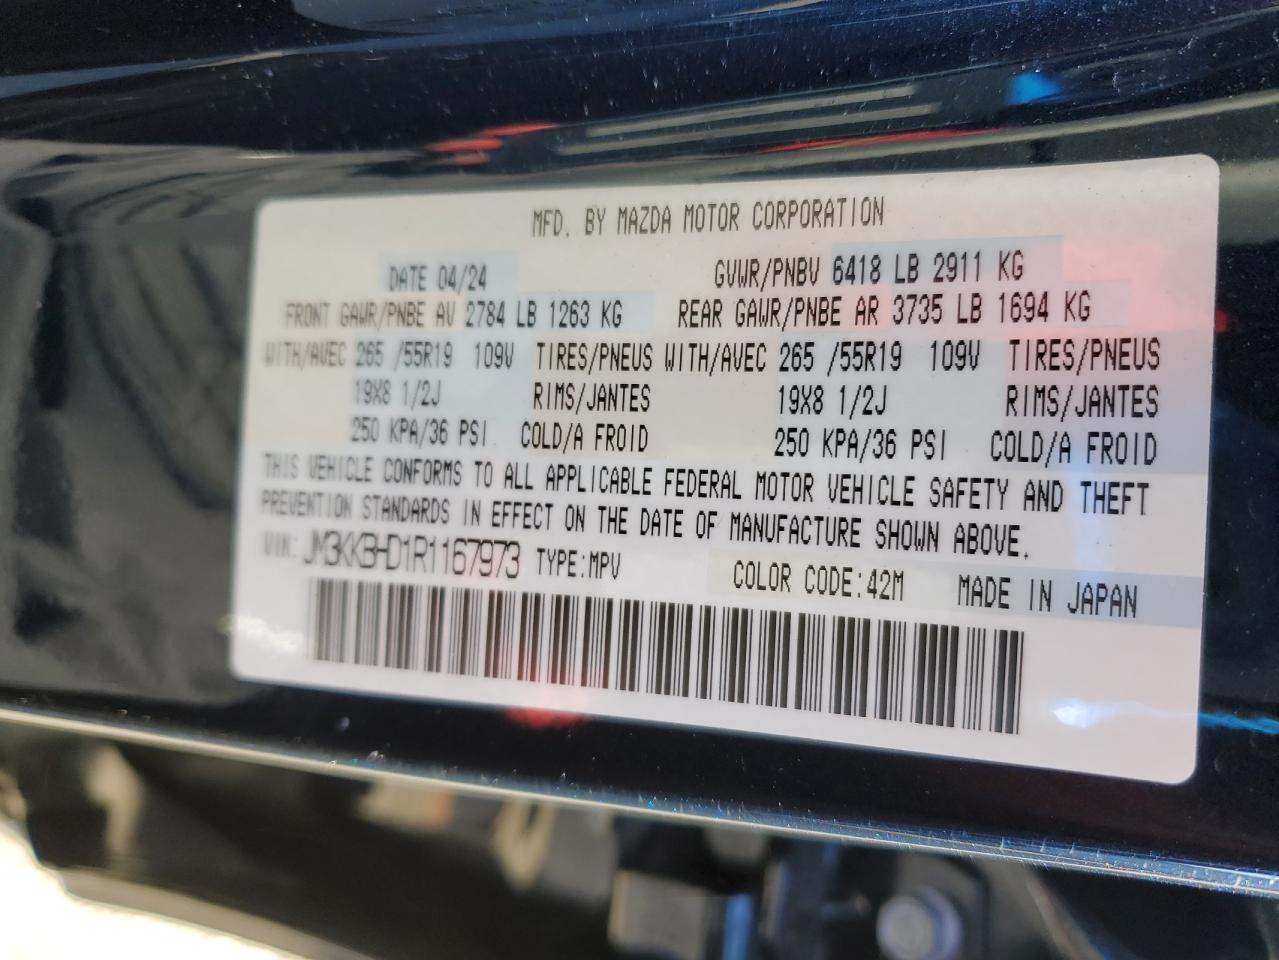 MFD. BY MAZDA MOTOR CORPORATION
DATE 04/24 GVWR/PNBV 6418 LB 2911 KG
FRONT GAWR/PNBE AV 2784 LB 1263 KG REAR GAWR/PNBE AR 3735 LB 1694 KG
WITH/AVEC 265 /55R19 109V TIRES/PNEUS WITH/AVEC 265 /55R19 109V TIRES/PNEUS
19X8 1/2J RIMS/JANTES 19X8 1/2J RIMS/JANTES
250 KPA/36 PSI COLD/A FROID 250 KPA/36 PSI COLD/A FROID
THIS VEHICLE CONFORMS TO ALL APPLICABLE FEDERAL MOTOR VEHICLE SAFETY AND THEFT
PREVENTION STANDARDS IN EFFECT ON THE DATE OF MANUFACTURE SHOWN ABOVE.
VIN: JM3KKBHD1R1167973 TYPE:MPV COLOR CODE:42M MADE IN JAPAN